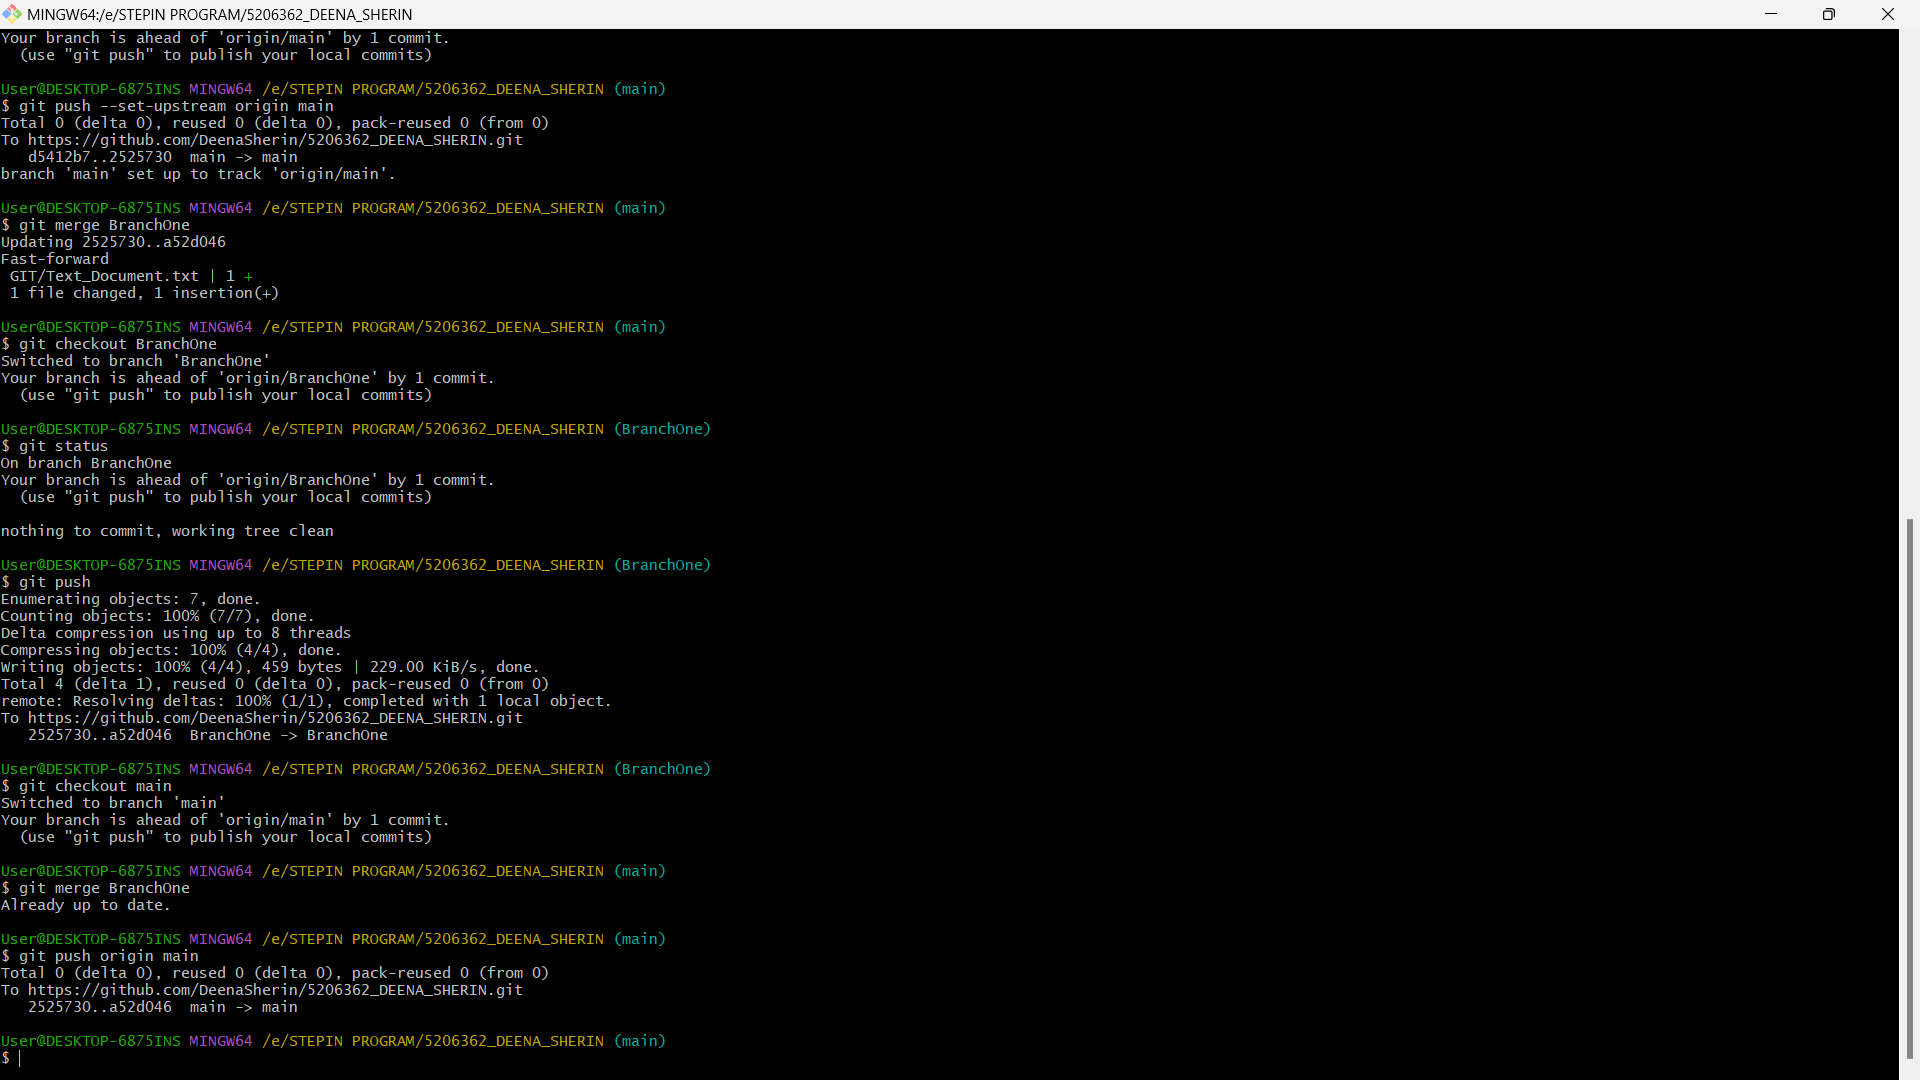 MINGW64:/e/STEPIN PROGRAM/5206362_DEENA_SHERIN
Your branch is ahead of 'origin/main' by 1 commit.
  (use "git push" to publish your local commits)

User@DESKTOP-6875INS MINGW64 /e/STEPIN PROGRAM/5206362_DEENA_SHERIN (main)
$ git push --set-upstream origin main
Total 0 (delta 0), reused 0 (delta 0), pack-reused 0 (from 0)
To https://github.com/DeenaSherin/5206362_DEENA_SHERIN.git
   d5412b7..2525730  main -> main
branch 'main' set up to track 'origin/main'.

User@DESKTOP-6875INS MINGW64 /e/STEPIN PROGRAM/5206362_DEENA_SHERIN (main)
$ git merge BranchOne
Updating 2525730..a52d046
Fast-forward
 GIT/Text_Document.txt | 1 +
 1 file changed, 1 insertion(+)

User@DESKTOP-6875INS MINGW64 /e/STEPIN PROGRAM/5206362_DEENA_SHERIN (main)
$ git checkout BranchOne
Switched to branch 'BranchOne'
Your branch is ahead of 'origin/BranchOne' by 1 commit.
  (use "git push" to publish your local commits)

User@DESKTOP-6875INS MINGW64 /e/STEPIN PROGRAM/5206362_DEENA_SHERIN (BranchOne)
$ git status
On branch BranchOne
Your branch is ahead of 'origin/BranchOne' by 1 commit.
  (use "git push" to publish your local commits)

nothing to commit, working tree clean

User@DESKTOP-6875INS MINGW64 /e/STEPIN PROGRAM/5206362_DEENA_SHERIN (BranchOne)
$ git push
Enumerating objects: 7, done.
Counting objects: 100% (7/7), done.
Delta compression using up to 8 threads
Compressing objects: 100% (4/4), done.
Writing objects: 100% (4/4), 459 bytes | 229.00 KiB/s, done.
Total 4 (delta 1), reused 0 (delta 0), pack-reused 0 (from 0)
remote: Resolving deltas: 100% (1/1), completed with 1 local object.
To https://github.com/DeenaSherin/5206362_DEENA_SHERIN.git
   2525730..a52d046  BranchOne -> BranchOne

User@DESKTOP-6875INS MINGW64 /e/STEPIN PROGRAM/5206362_DEENA_SHERIN (BranchOne)
$ git checkout main
Switched to branch 'main'
Your branch is ahead of 'origin/main' by 1 commit.
  (use "git push" to publish your local commits)

User@DESKTOP-6875INS MINGW64 /e/STEPIN PROGRAM/5206362_DEENA_SHERIN (main)
$ git merge BranchOne
Already up to date.

User@DESKTOP-6875INS MINGW64 /e/STEPIN PROGRAM/5206362_DEENA_SHERIN (main)
$ git push origin main
Total 0 (delta 0), reused 0 (delta 0), pack-reused 0 (from 0)
To https://github.com/DeenaSherin/5206362_DEENA_SHERIN.git
   2525730..a52d046  main -> main

User@DESKTOP-6875INS MINGW64 /e/STEPIN PROGRAM/5206362_DEENA_SHERIN (main)
$